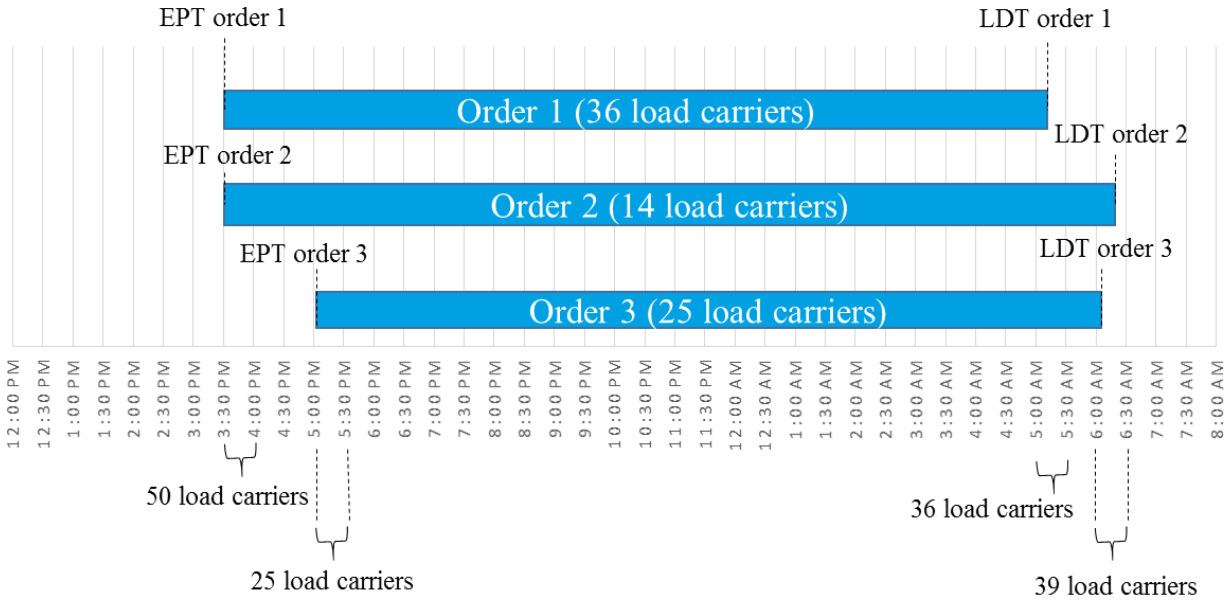 EPT order 1
LDT order 1
Order 1 (36 load carriers)
EPT order 2
LDT order 2
Order 2 (14 load carriers)
EPT order 3
LDT order 3
Order 3 (25 load carriers)
12:00 PM
12:30 PM
1:00 PM
1:30 PM
2:00 PM
2:30 PM
3:00 PM
3:30 PM
4:00 PM
4:30 PM
5:00 PM
5:30 PM
6:00 PM
6:30 PM
7:00 PM
7:30 PM
8:00 PM
8:30 PM
9:00 PM
9:30 PM
10:00 PM
10:30 PM
11:00 PM
11:30 PM
12:00 AM
12:30 AM
1:00 AM
1:30 AM
2:00 AM
2:30 AM
3:00 AM
3:30 AM
4:00 AM
4:30 AM
5:00 AM
5:30 AM
6:00 AM
6:30 AM
7:00 AM
7:30 AM
8:00 AM
50 load carriers
36 load carriers
25 load carriers
39 load carriers